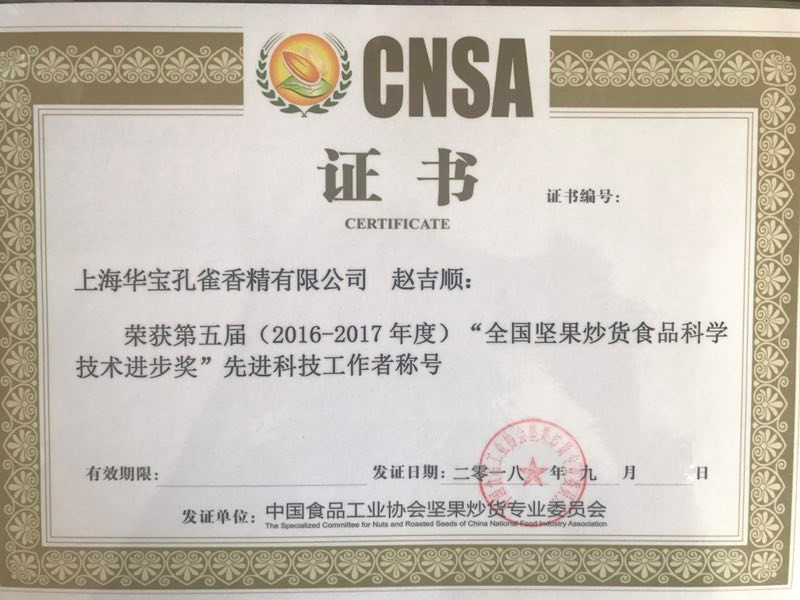 CNSA
证书
证书编号：
CERTIFICATE
上海华宝孔雀香精有限公司 赵吉顺：
荣获第五届（2016-2017 年度）“全国坚果炒货食品科学
技术进步奖”先进科技工作者称号
有效期限：
发证日期：二零一八年九月 日
发证单位：中国食品工业协会坚果炒货专业委员会
The Specialized Committee for Nuts and Roasted Seeds of China National Food Industry Association